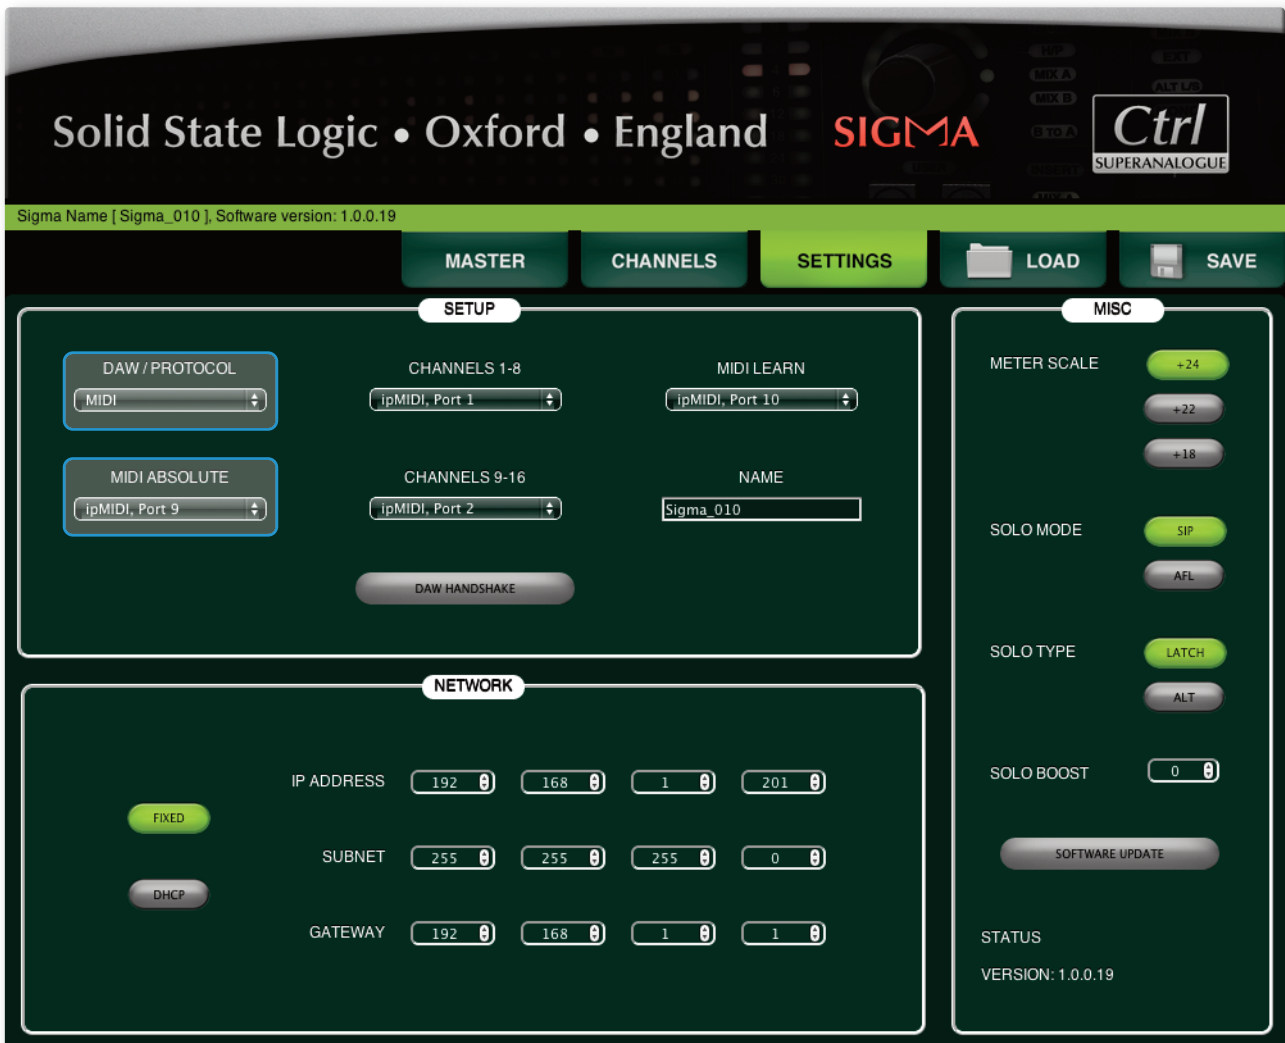 H/P
EXT
MIX A
ALT L/S
MIX B
B TO A
Solid State Logic • Oxford • England
SIGMA
Ctrl
SUPERANALOGUE
Sigma Name [ Sigma_010 ], Software version: 1.0.0.19
MASTER
CHANNELS
SETTINGS
LOAD
SAVE
SETUP
DAW / PROTOCOL
CHANNELS 1-8
MIDI LEARN
MIDI
ipMIDI, Port 1
ipMIDI, Port 10
MIDI ABSOLUTE
CHANNELS 9-16
NAME
ipMIDI, Port 9
ipMIDI, Port 2
Sigma_010
DAW HANDSHAKE
NETWORK
FIXED
DHCP
IP ADDRESS 192 168 1 201
SUBNET 255 255 255 0
GATEWAY 192 168 1 1
MISC
METER SCALE
+24
+22
+18
SOLO MODE
SIP
AFL
SOLO TYPE
LATCH
ALT
SOLO BOOST 0
SOFTWARE UPDATE
STATUS
VERSION: 1.0.0.19